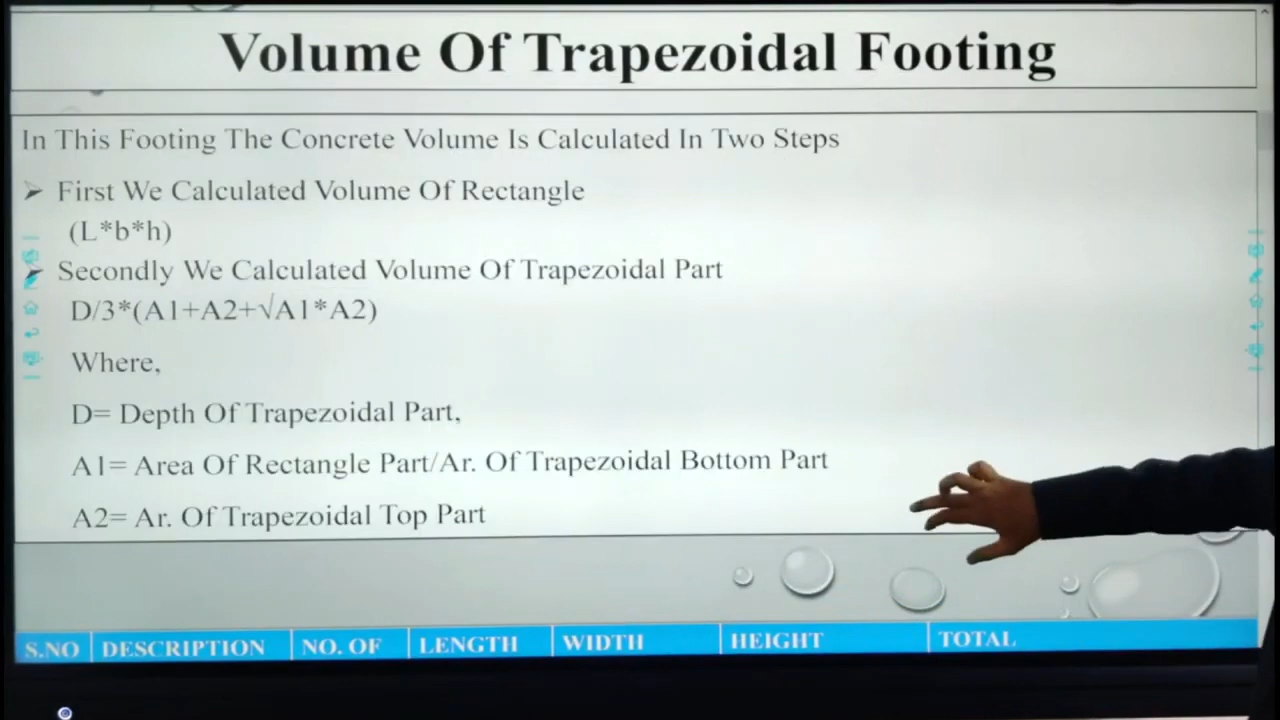 Volume Of Trapezoidal Footing
In This Footing The Concrete Volume Is Calculated In Two Steps
➢ First We Calculated Volume Of Rectangle
(L*b*h)
➢ Secondly We Calculated Volume Of Trapezoidal Part
D/3*(A1+A2+√A1*A2)
Where,
D= Depth Of Trapezoidal Part,
A1= Area Of Rectangle Part/Ar. Of Trapezoidal Bottom Part
A2= Ar. Of Trapezoidal Top Part
S.NO DESCRIPTION NO. OF LENGTH WIDTH HEIGHT TOTAL